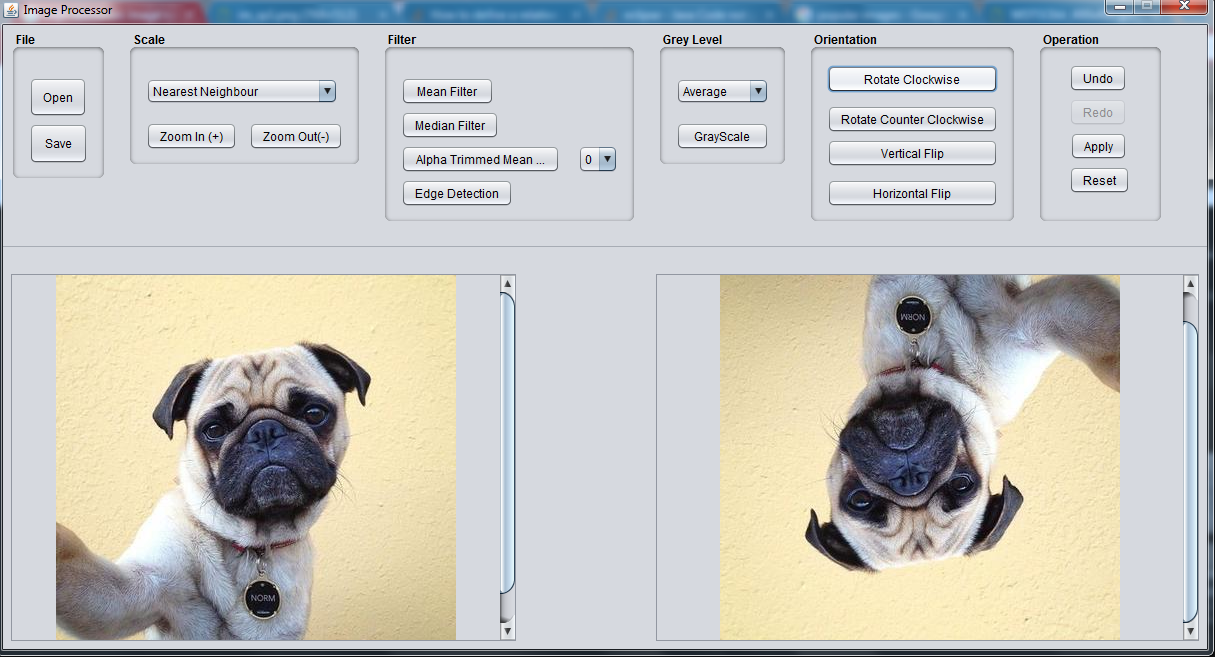 Image Processor
File
Scale
Filter
Grey Level
Orientation
Operation
Open
Save
Nearest Neighbour
Zoom In (+)
Zoom Out(-)
Mean Filter
Median Filter
Alpha Trimmed Mean ...
0
Edge Detection
Average
GrayScale
Rotate Clockwise
Rotate Counter Clockwise
Vertical Flip
Horizontal Flip
Undo
Redo
Apply
Reset
NORM
NORM